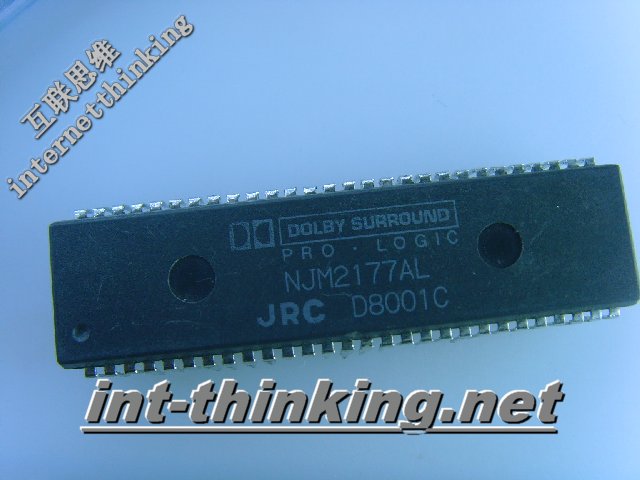 互联思维
internetthinking
DOLBY SURROUND
PRO · LOGIC
NJM2177AL
JRC D8001C
int-thinking.net